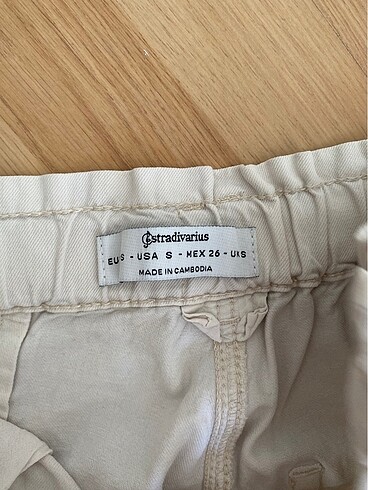 stradivarius
EU S - USA S - MEX 26 - UK S
MADE IN CAMBODIA